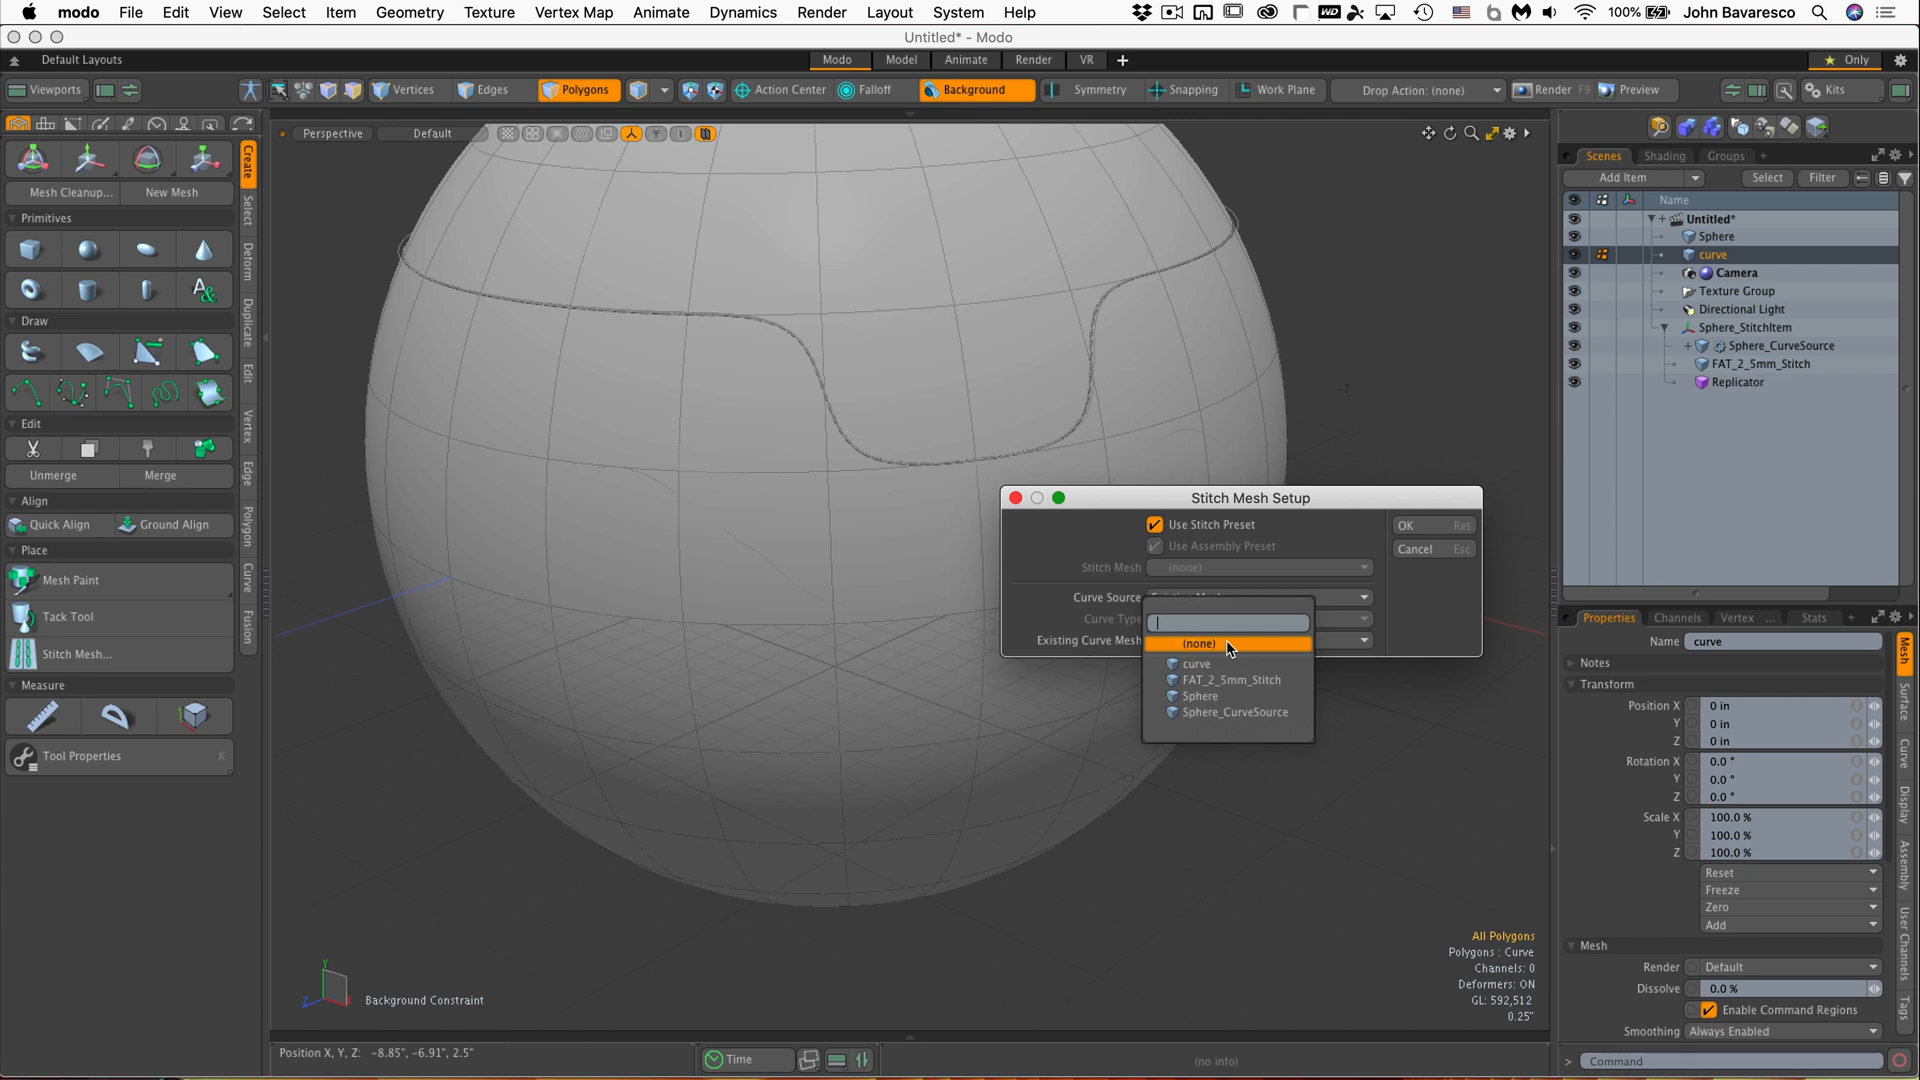 modo File Edit View Select Item Geometry Texture Vertex Map Animate Dynamics Render Layout System Help WD 100% John Bavaresco
Untitled* - Modo
Default Layouts Modo Model Animate Render VR + Only
Viewports Vertices Edges Polygons Action Center Falloff Background Symmetry Snapping Work Plane Drop Action: (none) Render F9 Preview Kits
Perspective Default
Mesh Cleanup... New Mesh
Primitives
Draw
Edit
Unmerge Merge
Align
Quick Align Ground Align
Place
Mesh Paint
Tack Tool
Stitch Mesh...
Measure
Tool Properties K
Create
Select
Deform
Duplicate
Edit
Vertex
Edge
Polygon
Curve
Fusion
-Z
Stitch Mesh Setup
Use Stitch Preset OK Ret
Use Assembly Preset Cancel Esc
Stitch Mesh (none)
Curve Source
Curve Type
Existing Curve Mesh (none)
curve
FAT_2_5mm_Stitch
Sphere
Sphere_CurveSource
All Polygons
Polygons : Curve
Channels: 0
Deformers: ON
GL: 592,512
0.25"
Y
Z X Background Constraint
Position X, Y, Z: -8.85", -6.91", 2.5" Time (no info)
Scenes Shading Groups +
Add Item Select Filter
Name
Untitled*
Sphere
curve
Camera
Texture Group
Directional Light
Sphere_StitchItem
Sphere_CurveSource
FAT_2_5mm_Stitch
Replicator
Properties Channels Vertex ... Stats +
Name curve
Notes
Transform
Position X 0 in
Y 0 in
Z 0 in
Rotation X 0.0 °
Y 0.0 °
Z 0.0 °
Scale X 100.0 %
Y 100.0 %
Z 100.0 %
Reset
Freeze
Zero
Add
Mesh
Render Default
Dissolve 0.0 %
Enable Command Regions
Smoothing Always Enabled
> Command
Mesh
Surface
Curve
Display
Assembly
User Channels
Tags